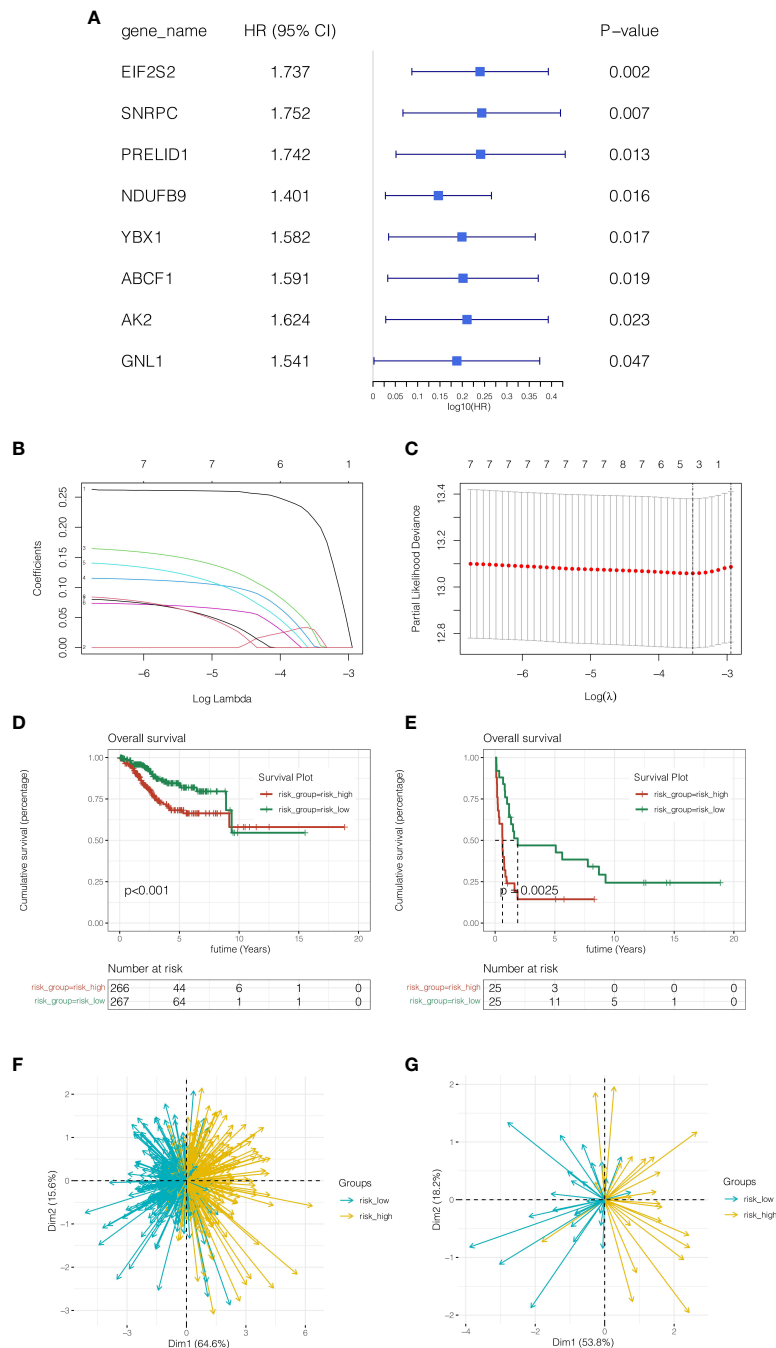 A
gene_name HR (95% CI) P-value
EIF2S2 1.737 0.002
SNRPC 1.752 0.007
PRELID1 1.742 0.013
NDUFB9 1.401 0.016
YBX1 1.582 0.017
ABCF1 1.591 0.019
AK2 1.624 0.023
GNL1 1.541 0.047
0 0.05 0.1 0.15 0.2 0.25 0.3 0.35 0.4
log10(HR)
B
7 7 6 1
Coefficients
0.25
0.20
0.15
0.10
0.05
0.00
1
3
5
4
2
-6 -5 -4 -3
Log Lambda
C
7 7 7 7 7 7 7 7 8 7 6 5 3 1
Partial Likelihood Deviance
13.4
13.2
13.0
12.8
-6 -5 -4 -3
Log(λ)
D
Overall survival
Cumulative survival (percentage)
1.00
0.75
0.50
0.25
0.00
Survival Plot
risk_group=risk_high
risk_group=risk_low
p<0.001
0 5 10 15 20
futime (Years)
Number at risk
risk_group=risk_high 266 44 6 1 0
risk_group=risk_low 267 64 1 1 0
E
Overall survival
Cumulative survival (percentage)
1.00
0.75
0.50
0.25
0.00
Survival Plot
risk_group=risk_high
risk_group=risk_low
p = 0.0025
0 5 10 15 20
futime (Years)
Number at risk
risk_group=risk_high 25 3 0 0 0
risk_group=risk_low 25 11 5 1 0
F
Dim2 (15.6%)
2
1
0
-1
-2
-3
-3 0 3 6
Dim1 (64.6%)
Groups
risk_low
risk_high
G
Dim2 (18.2%)
2
1
0
-1
-2
-4 -2 0 2
Dim1 (53.8%)
Groups
risk_low
risk_high